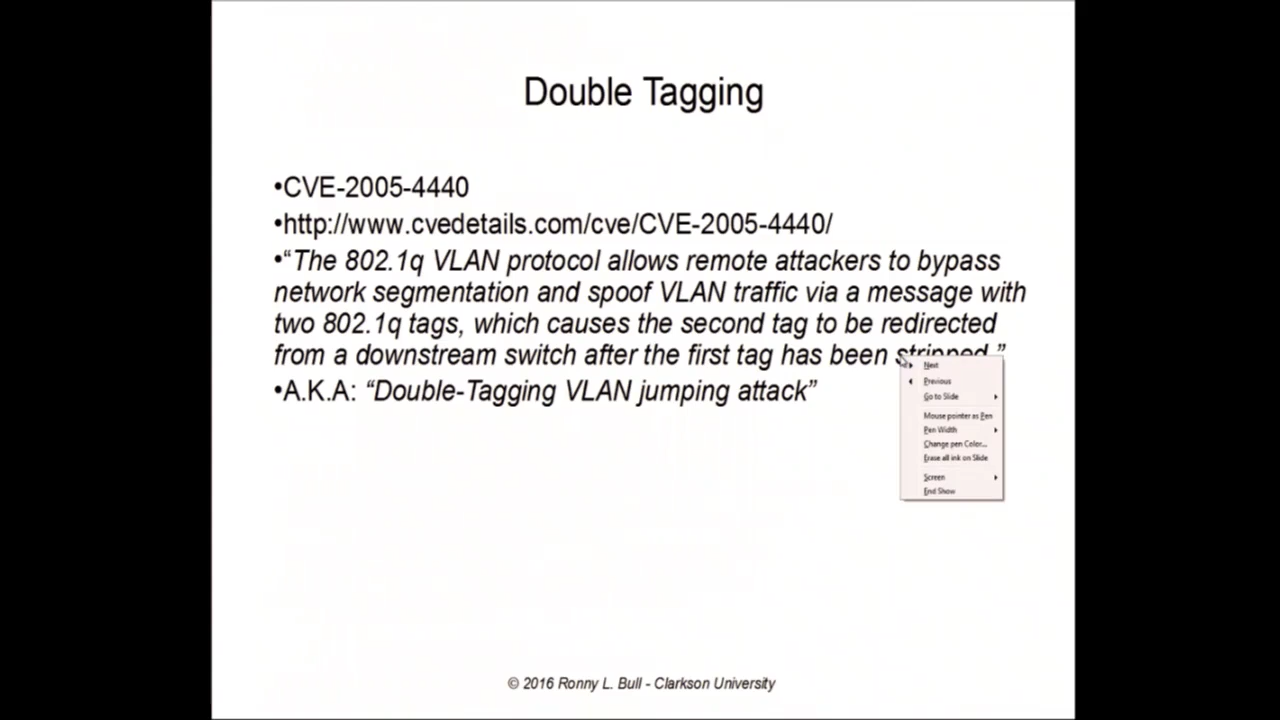 Double Tagging
•CVE-2005-4440
•http://www.cvedetails.com/cve/CVE-2005-4440/
•“The 802.1q VLAN protocol allows remote attackers to bypass
network segmentation and spoof VLAN traffic via a message with
two 802.1q tags, which causes the second tag to be redirected
from a downstream switch after the first tag has been stripped.”
•A.K.A: “Double-Tagging VLAN jumping attack”
Next
Previous
Go to Slide
Mouse pointer as Pen
Pen Width
Change pen Color...
Erase all ink on Slide
Screen
End Show
© 2016 Ronny L. Bull - Clarkson University